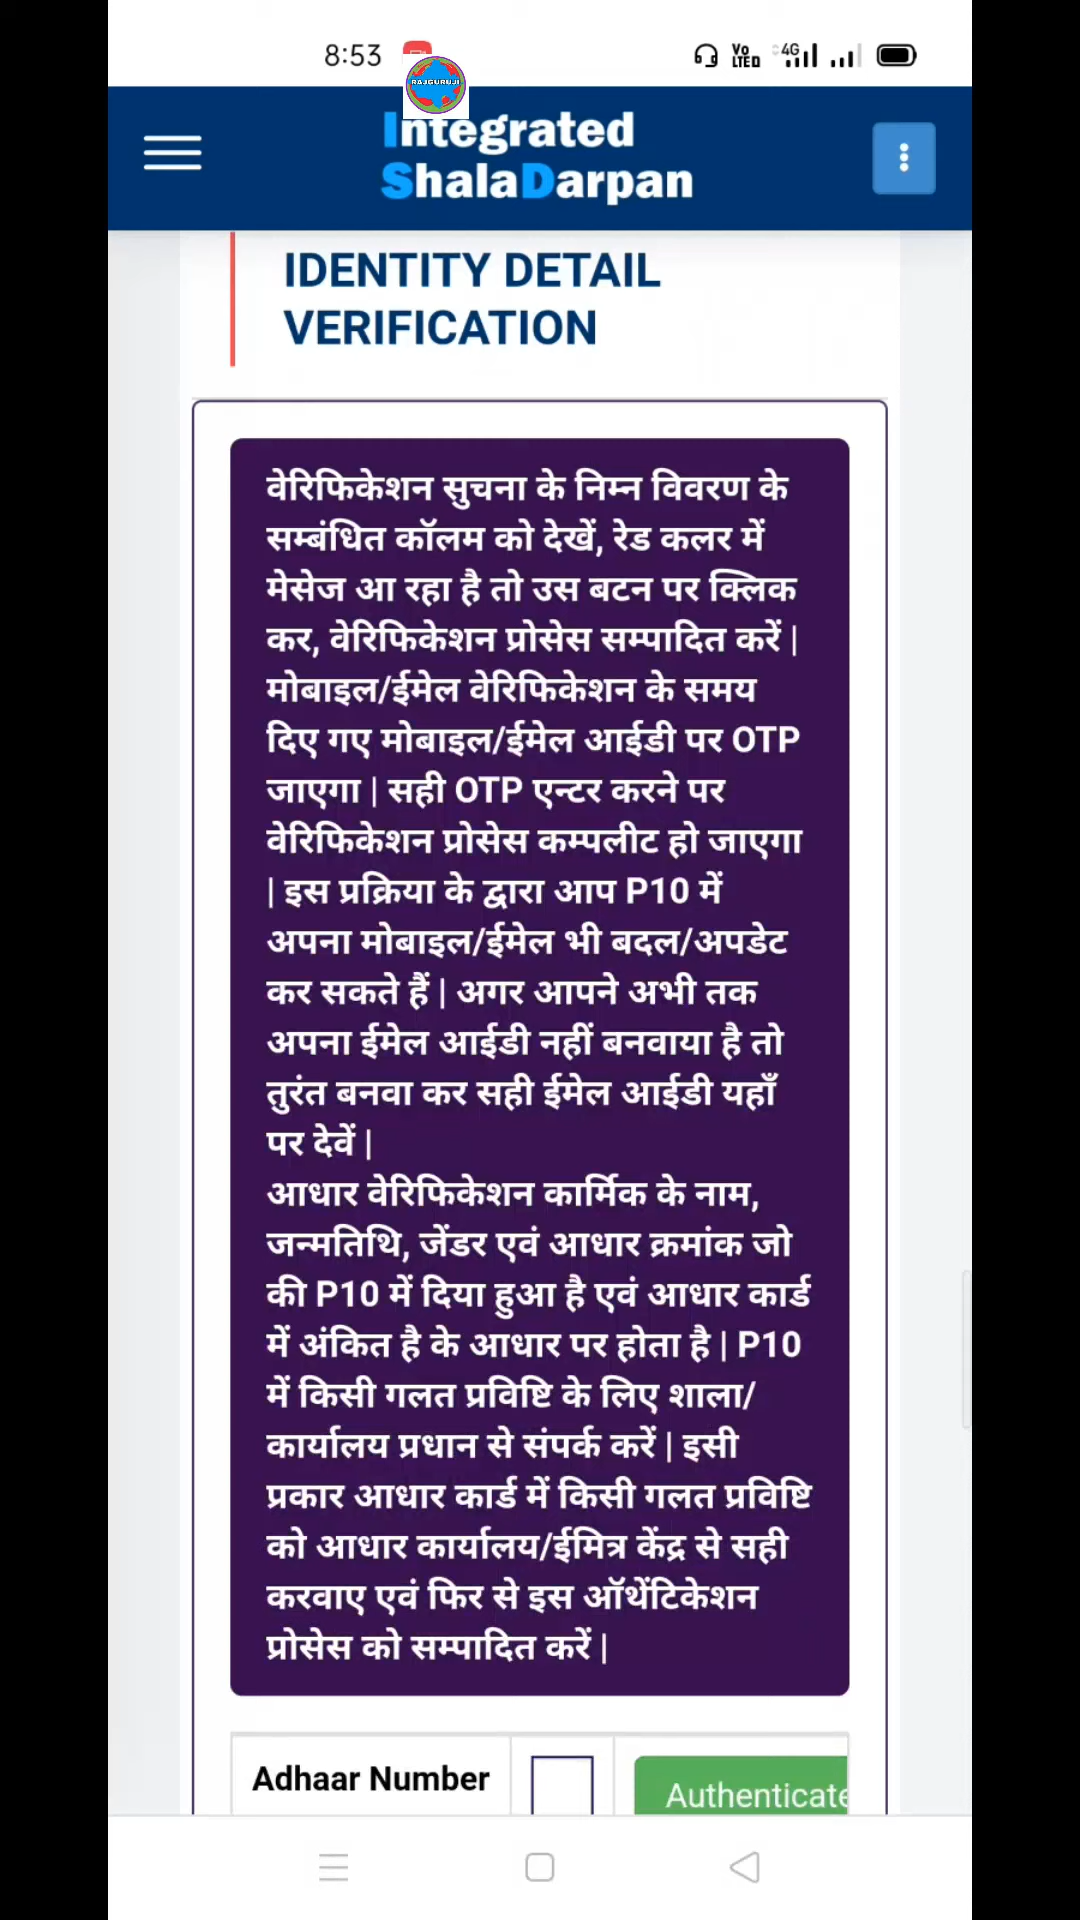 8:53
Vo
LTED
4G
RAJGURUJI
Integrated
ShalaDarpan
IDENTITY DETAIL
VERIFICATION
वेरिफिकेशन सुचना के निम्न विवरण के
सम्बंधित कॉलम को देखें, रेड कलर में
मेसेज आ रहा है तो उस बटन पर क्लिक
कर, वेरिफिकेशन प्रोसेस सम्पादित करें |
मोबाइल/ईमेल वेरिफिकेशन के समय
दिए गए मोबाइल/ईमेल आईडी पर OTP
जाएगा | सही OTP एन्टर करने पर
वेरिफिकेशन प्रोसेस कम्पलीट हो जाएगा
| इस प्रक्रिया के द्वारा आप P10 में
अपना मोबाइल/ईमेल भी बदल/अपडेट
कर सकते हैं | अगर आपने अभी तक
अपना ईमेल आईडी नहीं बनवाया है तो
तुरंत बनवा कर सही ईमेल आईडी यहाँ
पर देवें |
आधार वेरिफिकेशन कार्मिक के नाम,
जन्मतिथि, जेंडर एवं आधार क्रमांक जो
की P10 में दिया हुआ है एवं आधार कार्ड
में अंकित है के आधार पर होता है | P10
में किसी गलत प्रविष्टि के लिए शाला/
कार्यालय प्रधान से संपर्क करें | इसी
प्रकार आधार कार्ड में किसी गलत प्रविष्टि
को आधार कार्यालय/ईमित्र केंद्र से सही
करवाए एवं फिर से इस ऑथेंटिकेशन
प्रोसेस को सम्पादित करें |
Adhaar Number
Authenticate